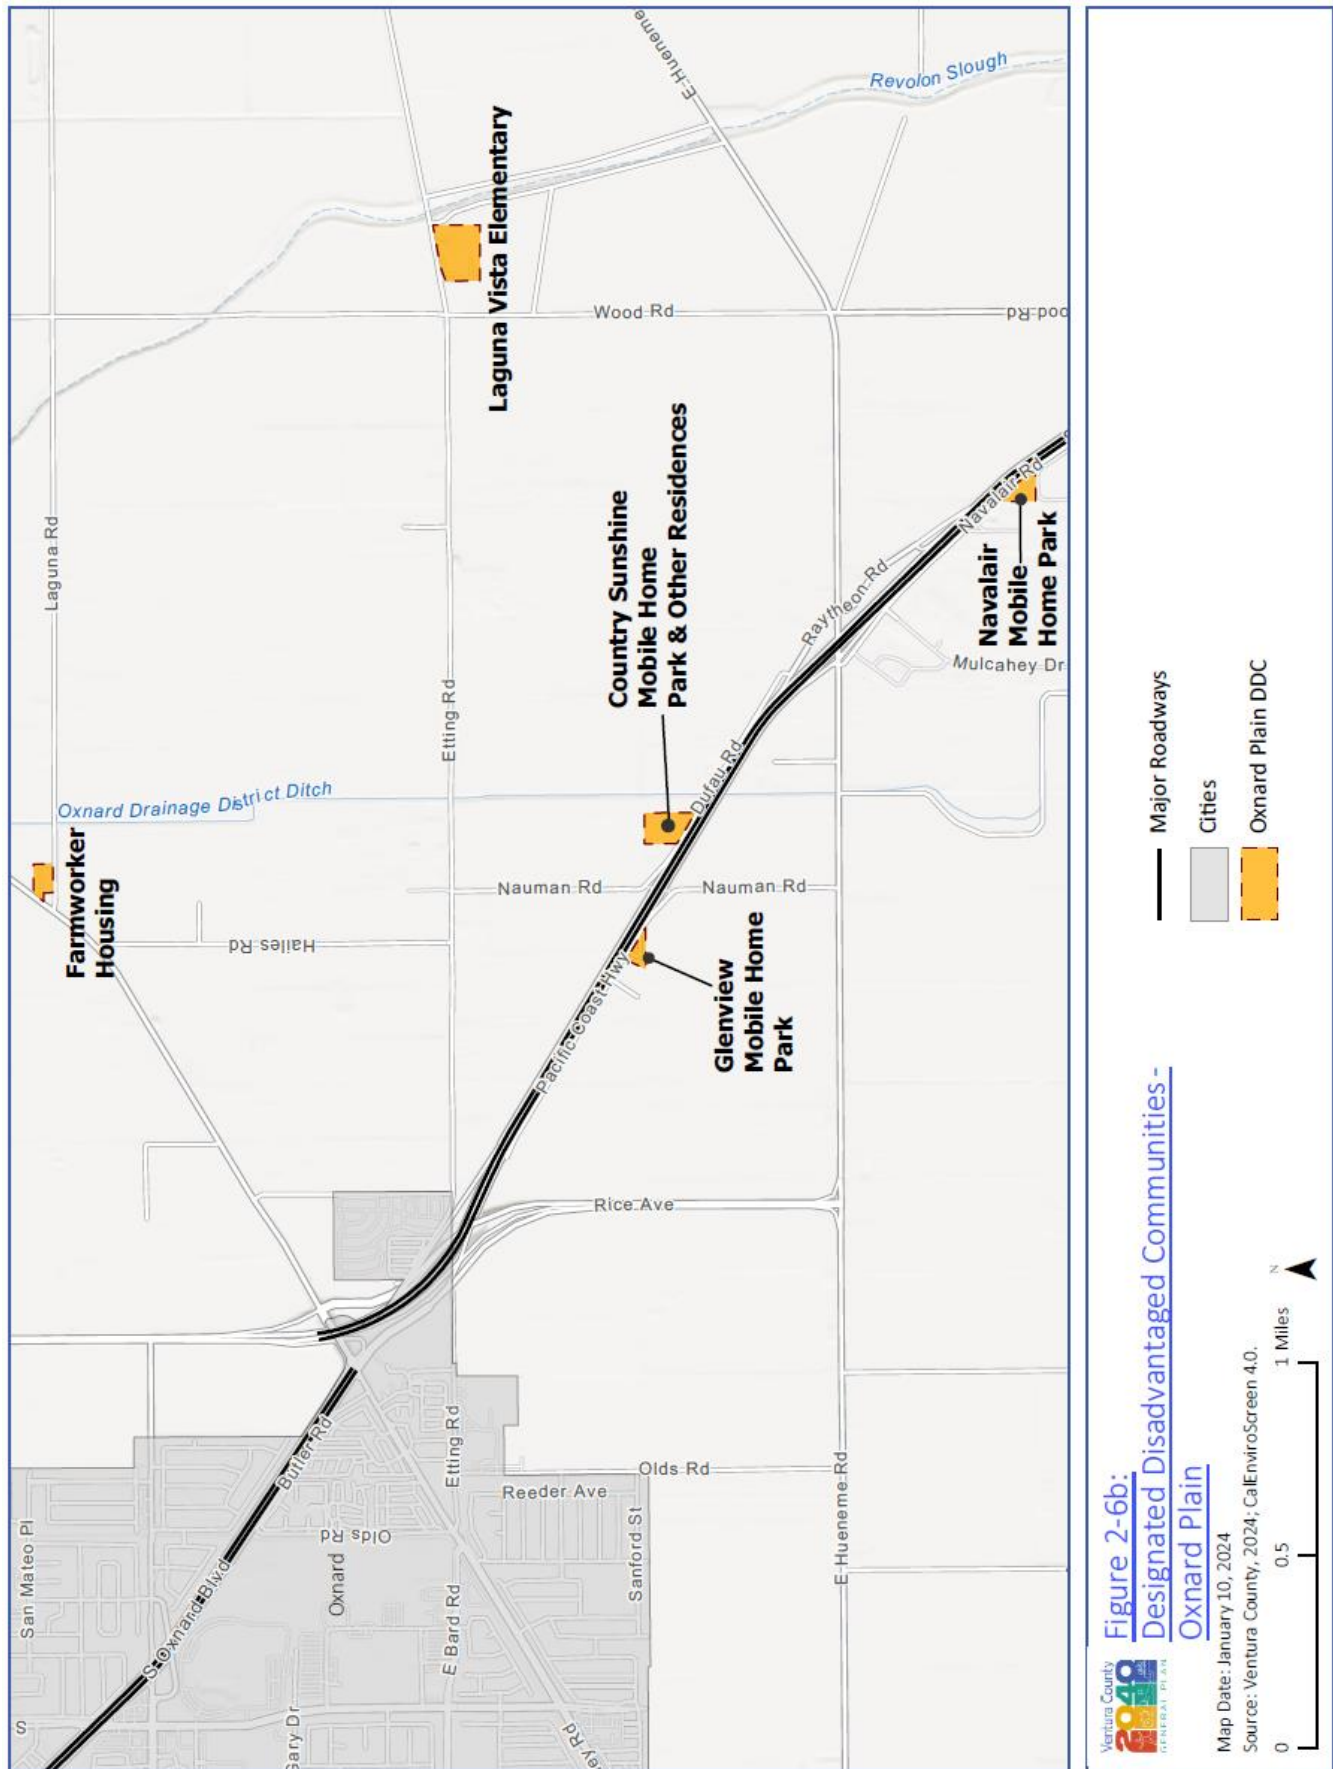 Laguna Rd
Revolon Slough
E Hueneme
Laguna Vista Elementary
Wood Rd
ood Rd
Oxnard Drainage District Ditch
Farmworker
Housing
Hailes Rd
Etting Rd
Country Sunshine
Mobile Home
Park & Other Residences
Nauman Rd
Nauman Rd
Dufau Rd
Raytheon Rd
Navalair Rd
Navalair
Mobile
Home Park
Mulcahey Dr
Pacific Coast Hwy
Glenview
Mobile Home
Park
Rice Ave
San Mateo Pl
S Oxnard Blvd
Butler Rd
Olds Rd
Oxnard
Etting Rd
Reeder Ave
Olds Rd
E Bard Rd
Sanford St
E Hueneme Rd
S
Gary Dr
ey Rd
Ventura County
2040
GENERAL PLAN
Figure 2-6b:
Designated Disadvantaged Communities -
Oxnard Plain
Map Date: January 10, 2024
Source: Ventura County, 2024; CalEnviroScreen 4.0.
0 0.5 1 Miles
N
Major Roadways
Cities
Oxnard Plain DDC